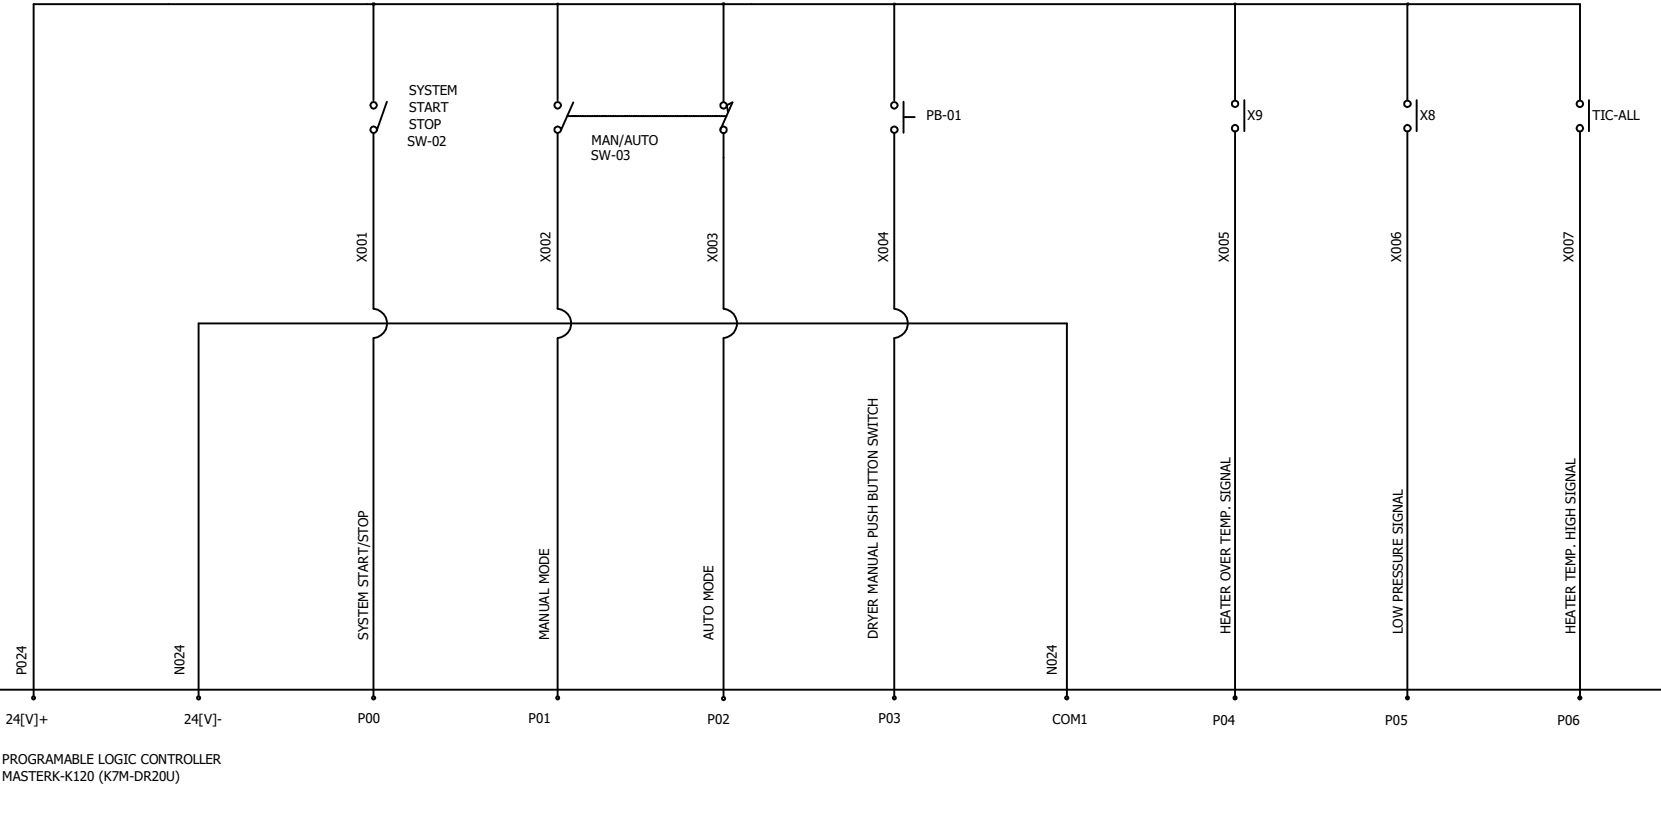 SYSTEM
START
STOP
SW-02
MAN/AUTO
SW-03
PB-01
X9
X8
TIC-ALL
X001
X002
X003
X004
X005
X006
X007
P024
N024
SYSTEM START/STOP
MANUAL MODE
AUTO MODE
DRYER MANUAL PUSH BUTTON SWITCH
N024
HEATER OVER TEMP. SIGNAL
LOW PRESSURE SIGNAL
HEATER TEMP. HIGH SIGNAL
24[V]+
24[V]-
P00
P01
P02
P03
COM1
P04
P05
P06
PROGRAMABLE LOGIC CONTROLLER
MASTERK-K120 (K7M-DR20U)